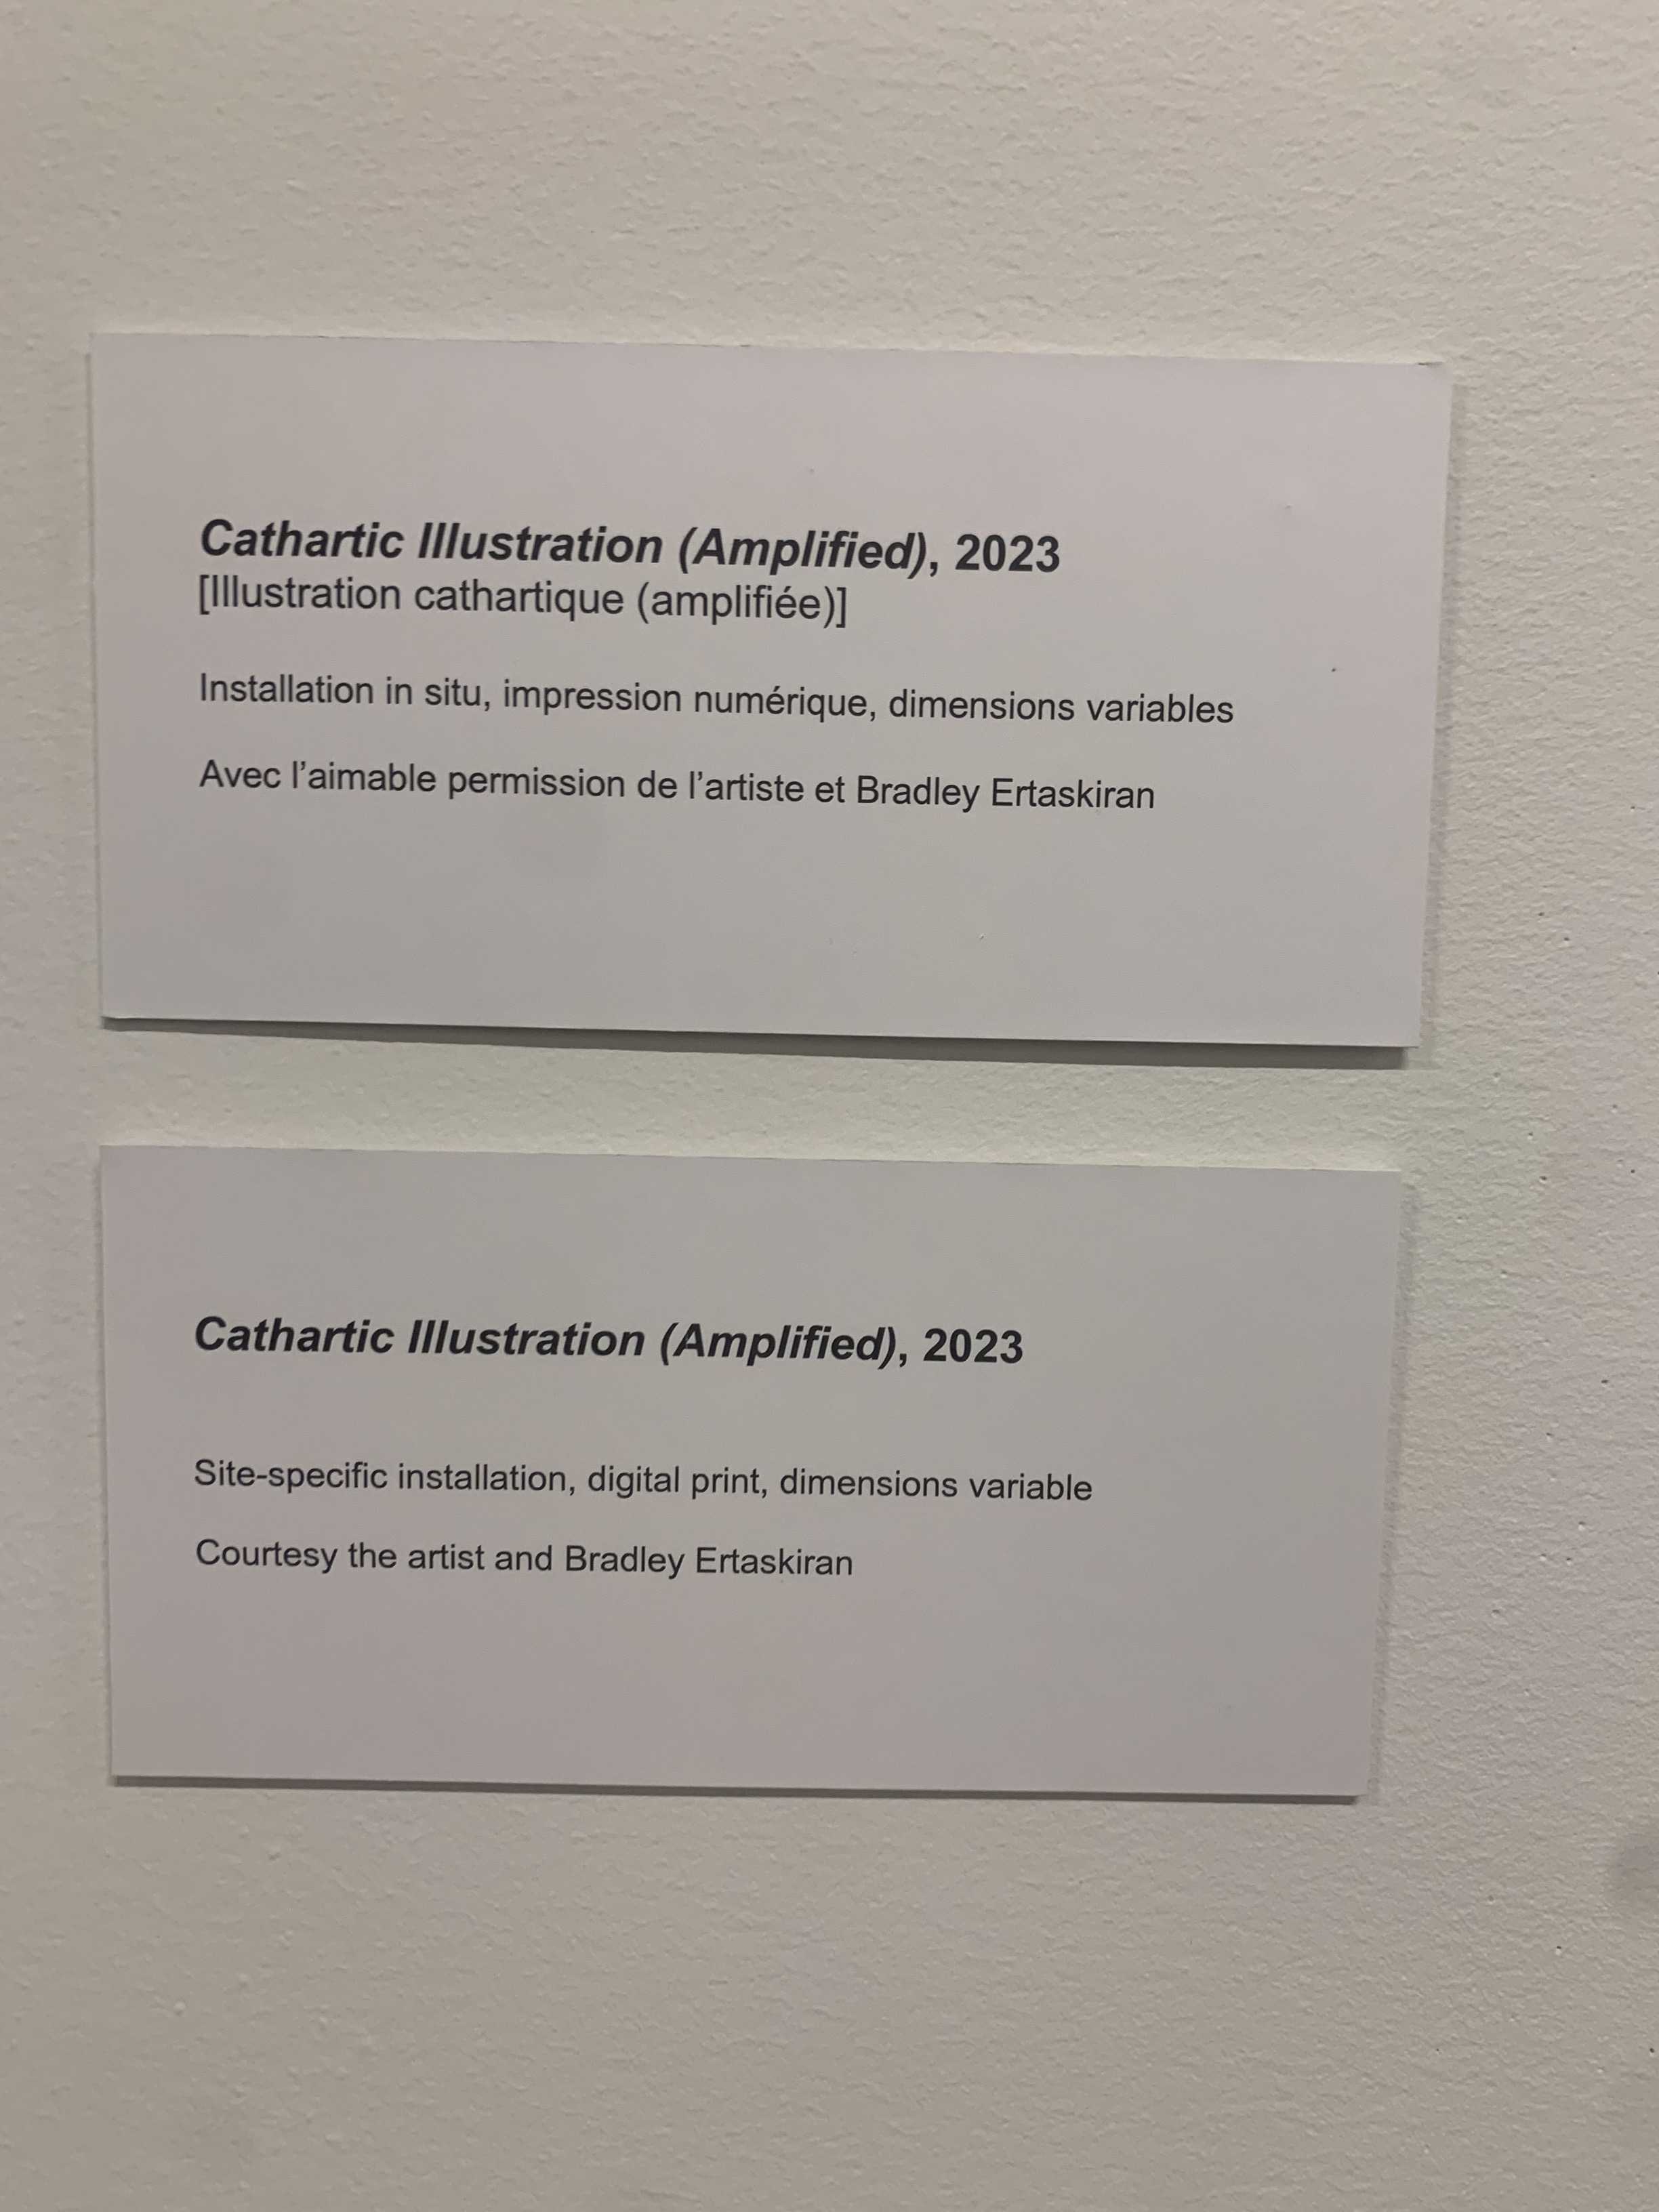 Cathartic Illustration (Amplified), 2023
[Illustration cathartique (amplifiée)]
Installation in situ, impression numérique, dimensions variables
Avec l’aimable permission de l’artiste et Bradley Ertaskiran
Cathartic Illustration (Amplified), 2023
Site-specific installation, digital print, dimensions variable
Courtesy the artist and Bradley Ertaskiran